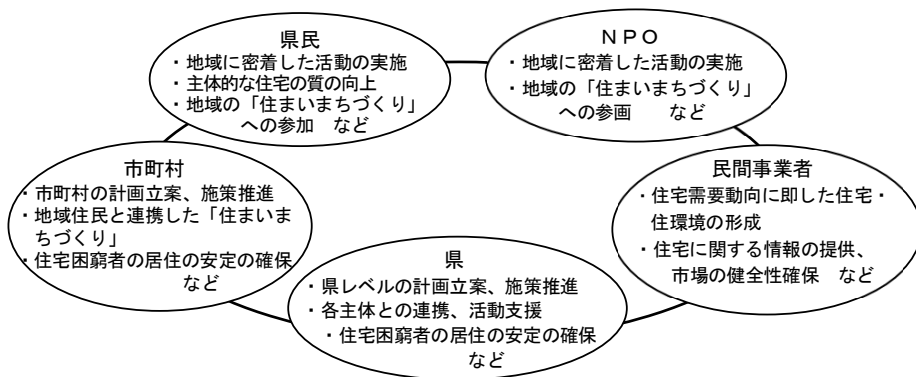 県民
・地域に密着した活動の実施
・主体的な住宅の質の向上
・地域の「住まいまちづくり」
への参加　など
ＮＰＯ
・地域に密着した活動の実施
・地域の「住まいまちづくり」
への参画　　など
市町村
・市町村の計画立案、施策推進
・地域住民と連携した「住まいま
ちづくり」
・住宅困窮者の居住の安定の確保
など
民間事業者
・住宅需要動向に即した住宅・
住環境の形成
・住宅に関する情報の提供、
市場の健全性確保　など
県
・県レベルの計画立案、施策推進
・各主体との連携、活動支援
・住宅困窮者の居住の安定の確保
など